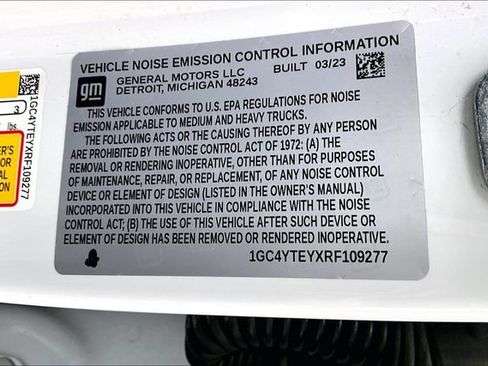 VEHICLE NOISE EMISSION CONTROL INFORMATION
gm
GENERAL MOTORS LLC BUILT 03/23
DETROIT, MICHIGAN 48243
THIS VEHICLE CONFORMS TO U.S. EPA REGULATIONS FOR NOISE
EMISSION APPLICABLE TO MEDIUM AND HEAVY TRUCKS.
THE FOLLOWING ACTS OR THE CAUSING THEREOF BY ANY PERSON
ARE PROHIBITED BY THE NOISE CONTROL ACT OF 1972: (A) THE
REMOVAL OR RENDERING INOPERATIVE, OTHER THAN FOR PURPOSES
OF MAINTENANCE, REPAIR, OR REPLACEMENT, OF ANY NOISE CONTROL
DEVICE OR ELEMENT OF DESIGN (LISTED IN THE OWNER'S MANUAL)
INCORPORATED INTO THIS VEHICLE IN COMPLIANCE WITH THE NOISE
CONTROL ACT; (B) THE USE OF THIS VEHICLE AFTER SUCH DEVICE OR
ELEMENT OF DESIGN HAS BEEN REMOVED OR RENDERED INOPERATIVE.
1GC4YTEYXRF109277
3
lbs.
1GC4YTEYXRF109277